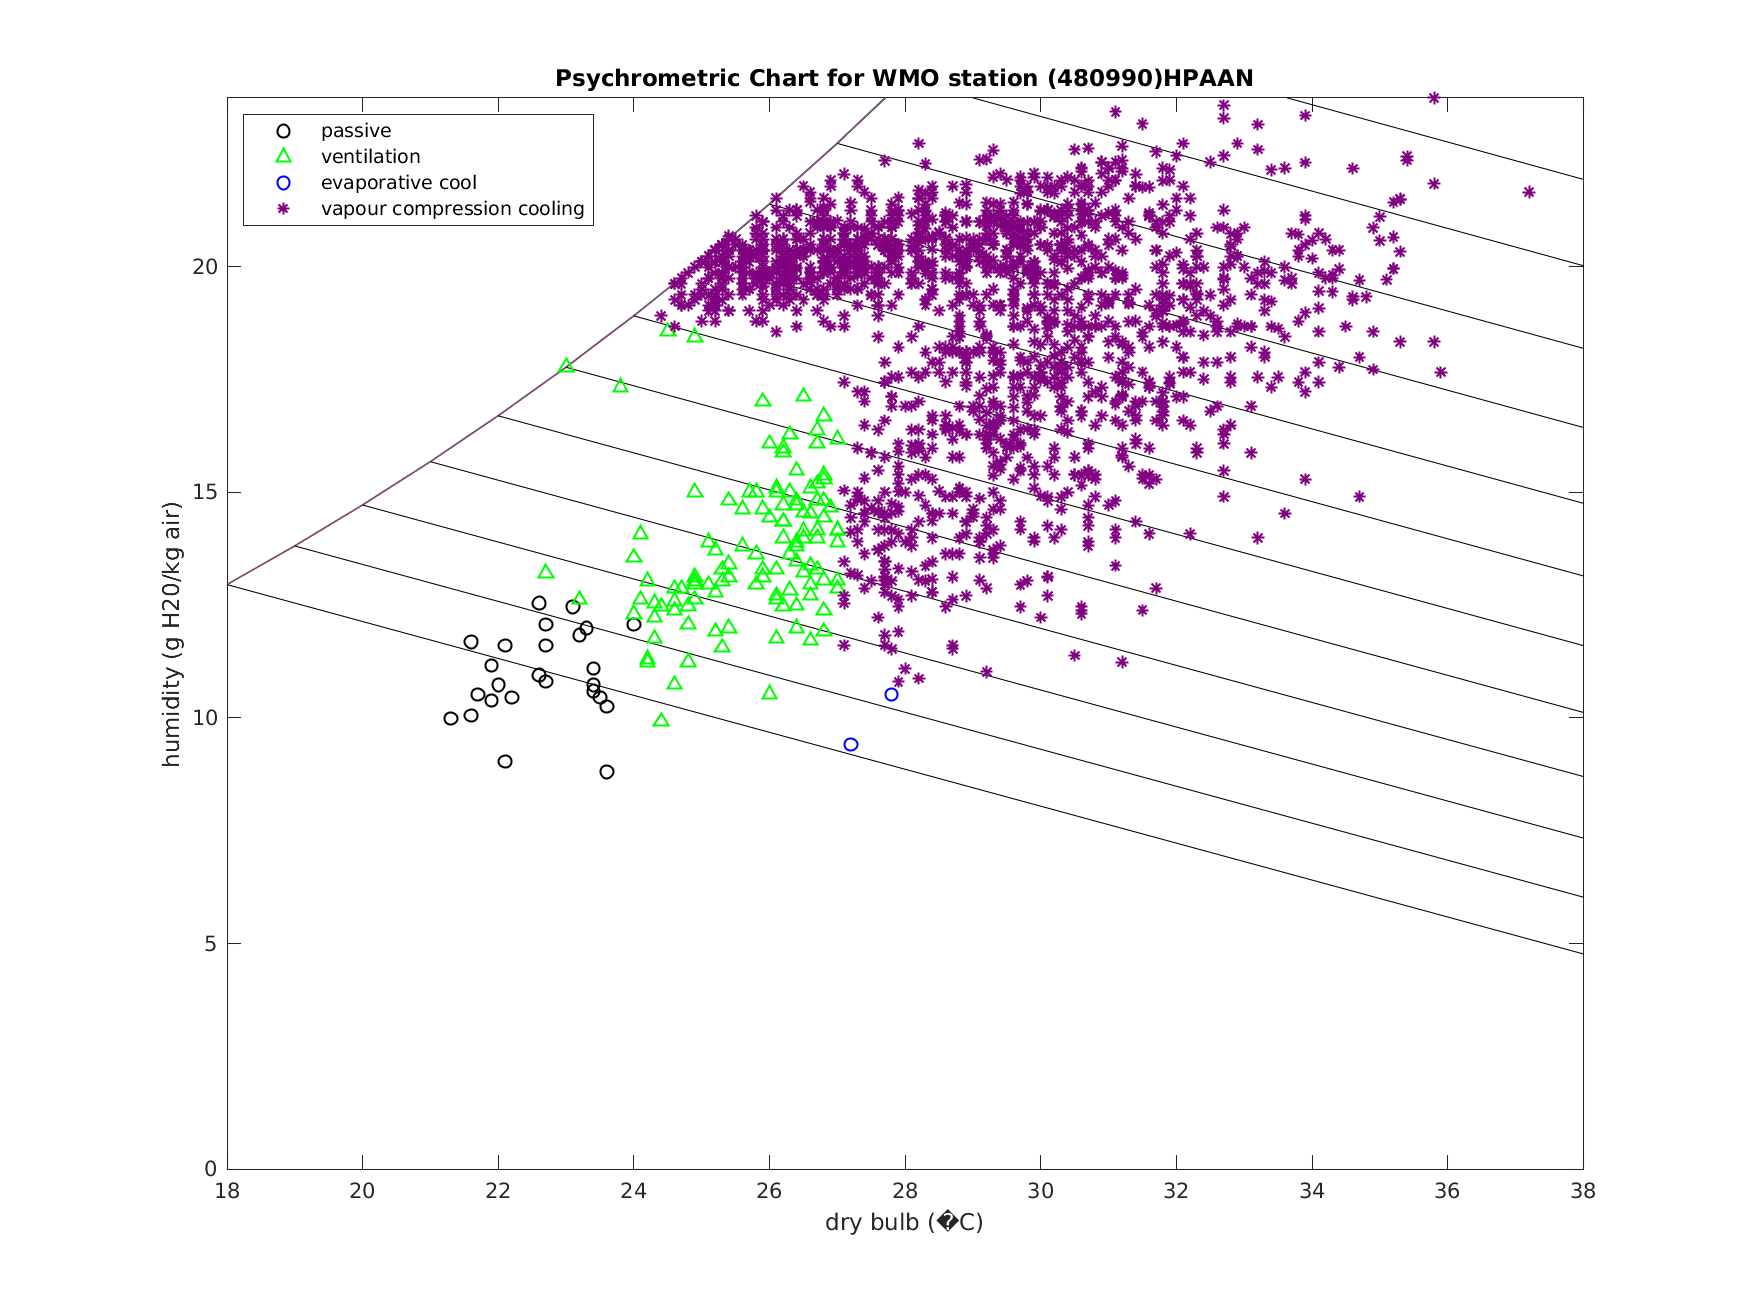 Psychrometric Chart for WMO station (480990)HPAAN
passive
ventilation
evaporative cool
vapour compression cooling
humidity (g H20/kg air)
20
15
10
5
0
18 20 22 24 26 28 30 32 34 36 38
dry bulb (�C)